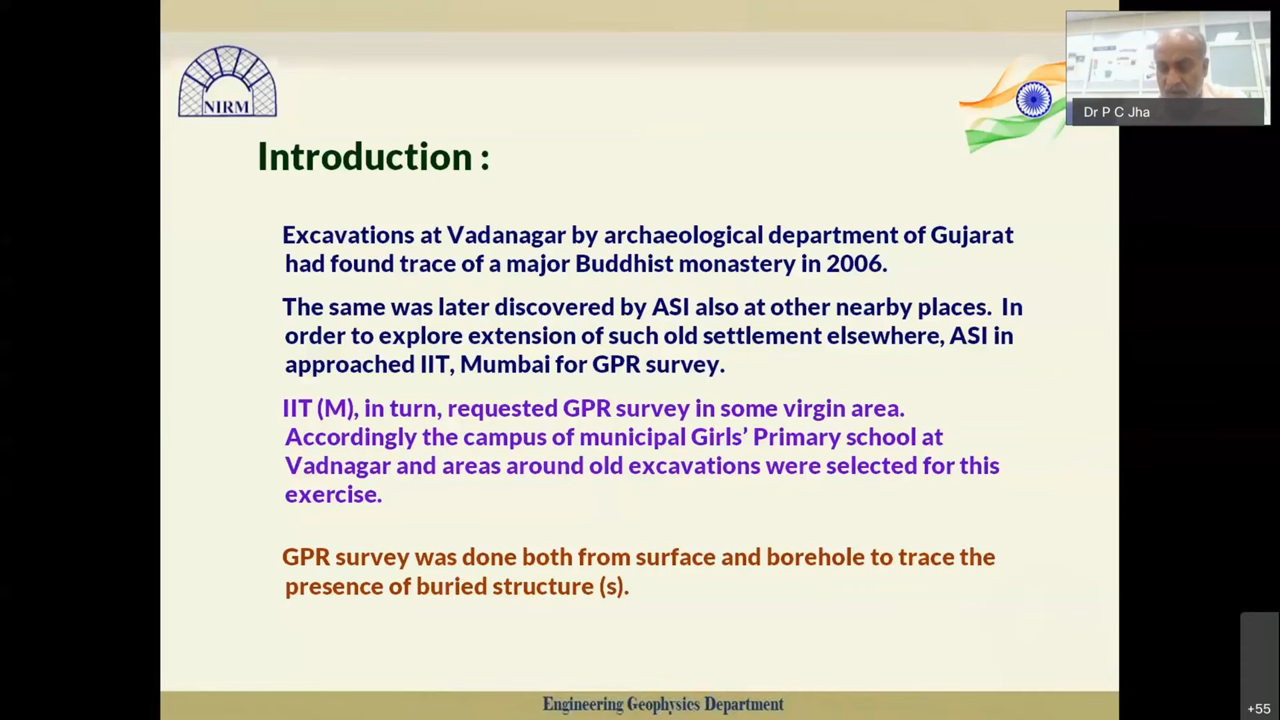 NIRM
Dr P C Jha
Introduction :
Excavations at Vadanagar by archaeological department of Gujarat
had found trace of a major Buddhist monastery in 2006.
The same was later discovered by ASI also at other nearby places. In
order to explore extension of such old settlement elsewhere, ASI in
approached IIT, Mumbai for GPR survey.
IIT (M), in turn, requested GPR survey in some virgin area.
Accordingly the campus of municipal Girls' Primary school at
Vadnagar and areas around old excavations were selected for this
exercise.
GPR survey was done both from surface and borehole to trace the
presence of buried structure (s).
Engineering Geophysics Department
+55